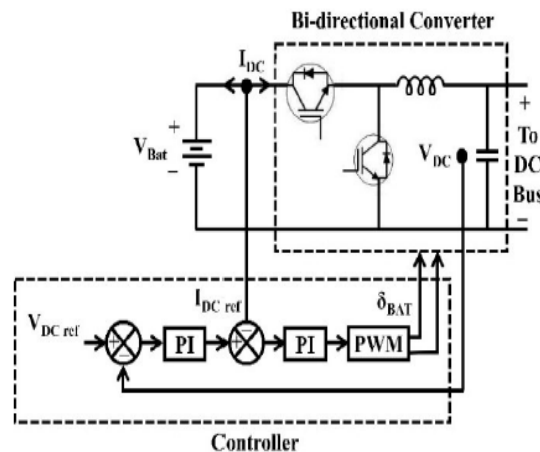 Bi-directional Converter
I_DC
+
V_Bat
−
V_DC
+
To
DC
Bus
−
I_DC ref
δ_BAT
V_DC ref
+
−
PI
−
+
PI
PWM
Controller